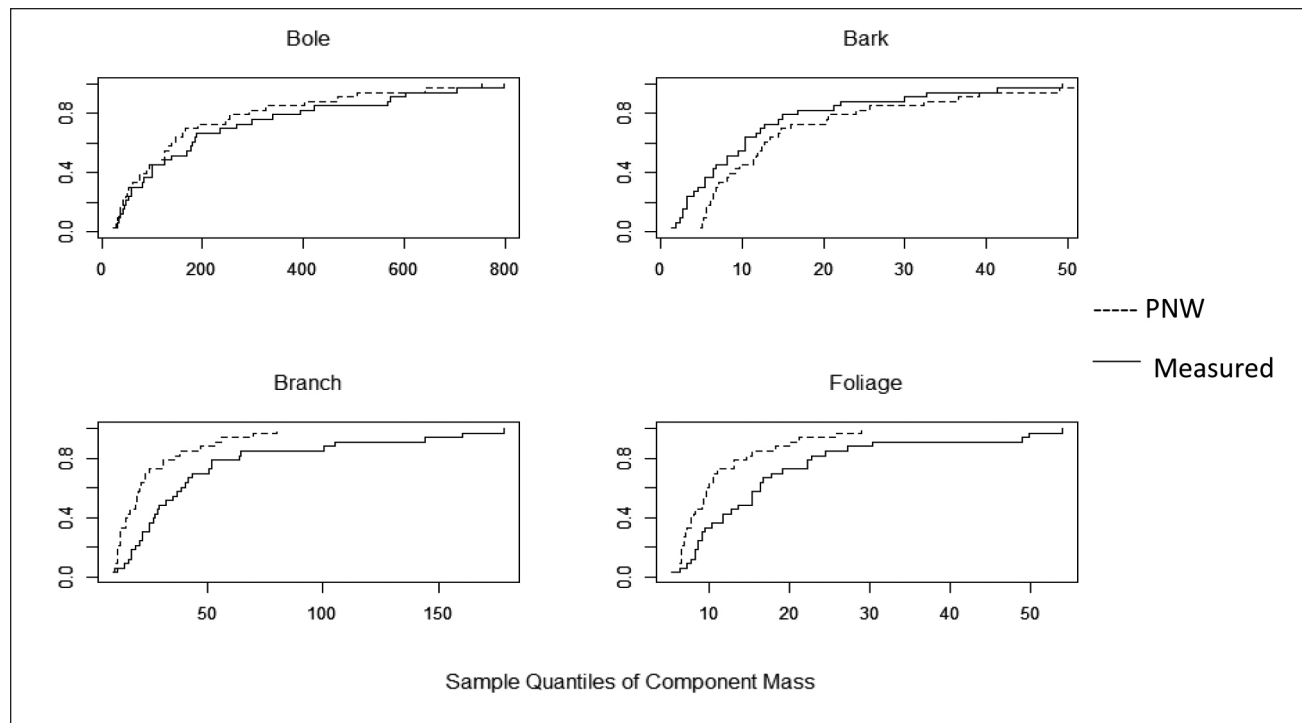 Bole
0.0 0.4 0.8
0 200 400 600 800
Bark
0.0 0.4 0.8
0 10 20 30 40 50
PNW
Measured
Branch
0.0 0.4 0.8
50 100 150
Foliage
0.0 0.4 0.8
10 20 30 40 50
Sample Quantiles of Component Mass